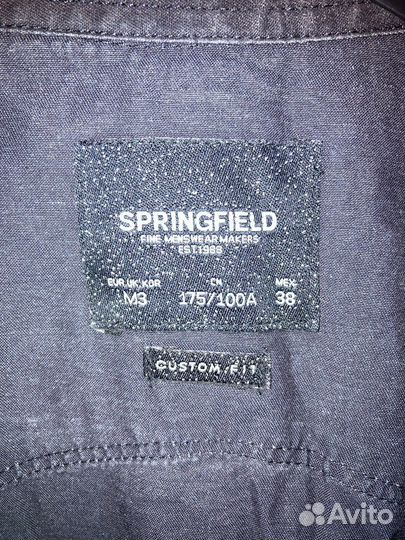 SPRINGFIELD
FINE MENSWEAR MAKERS
EST.1988
EUR,UK,KOR CN MEX
M3 175/100A 38
CUSTOM FIT
Avito